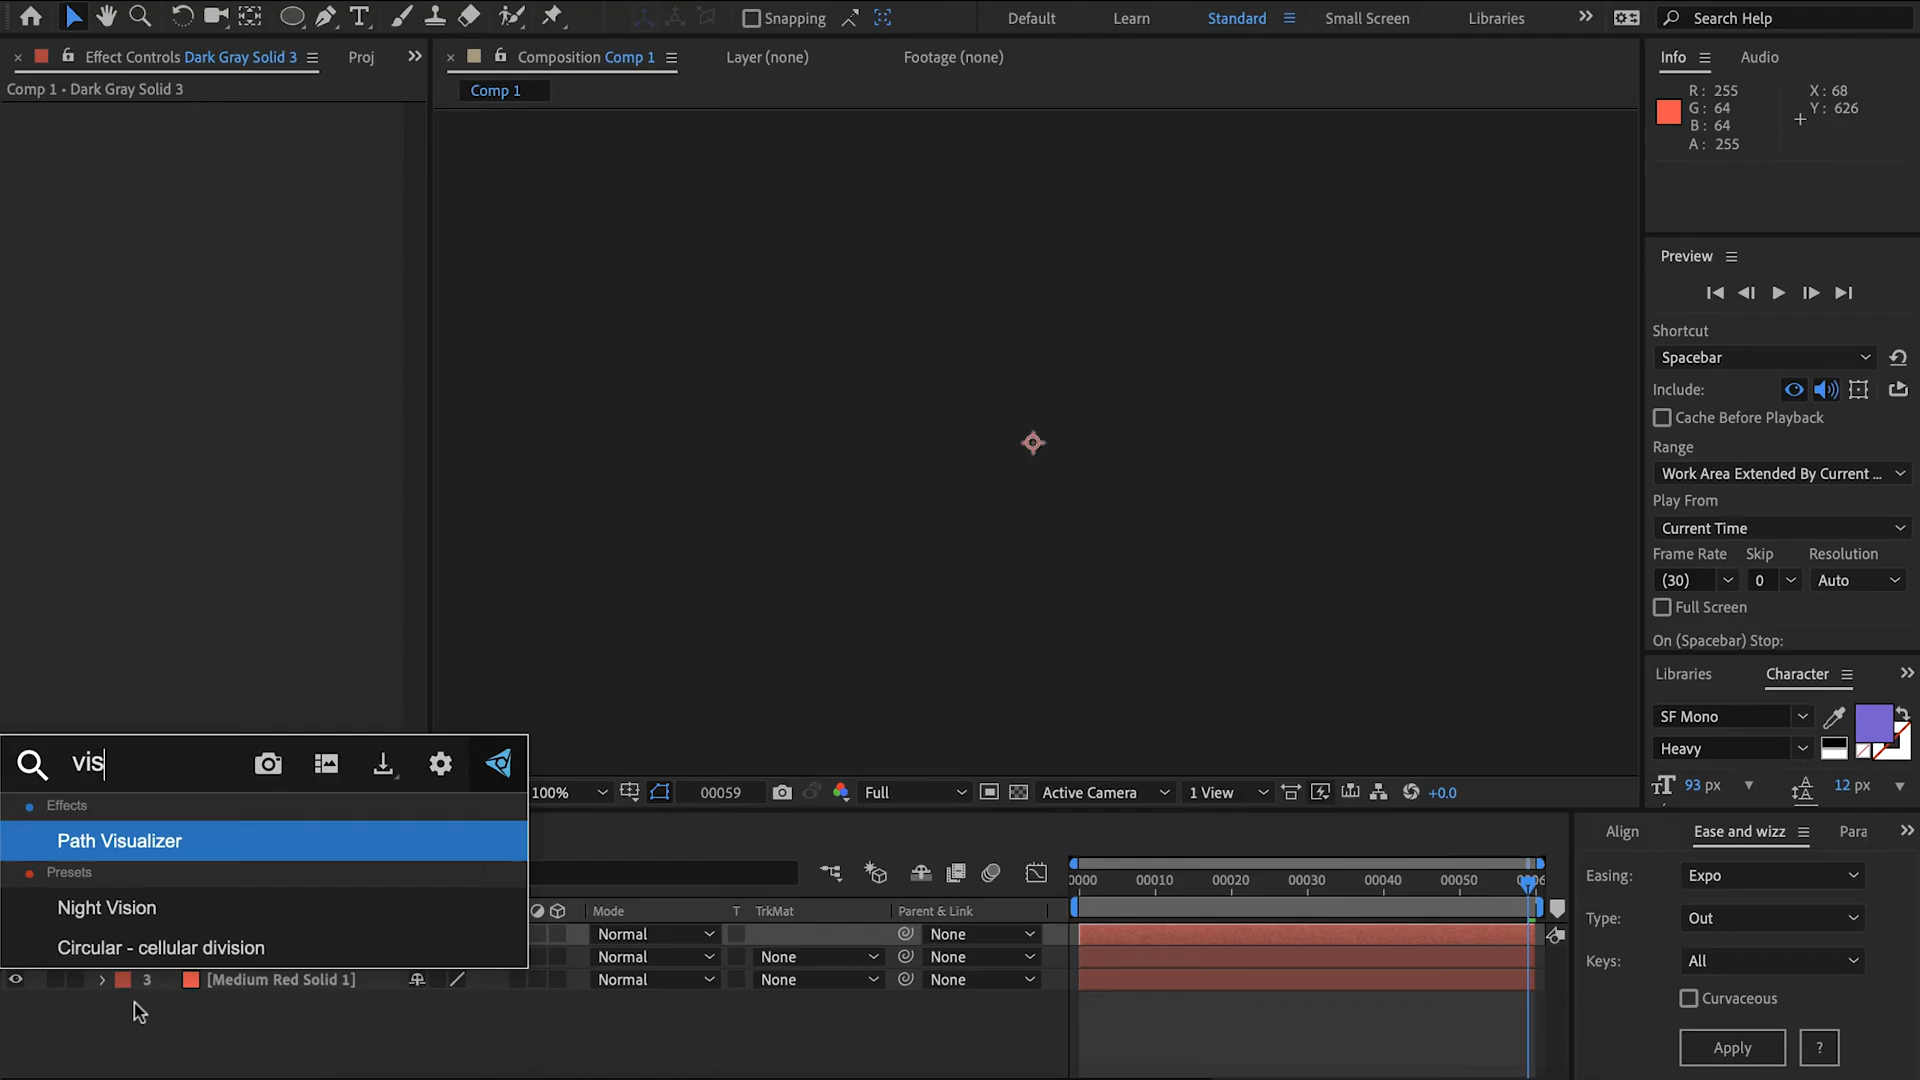 Snapping
Default
Learn
Standard
Small Screen
Libraries
Search Help
Effect Controls Dark Gray Solid 3
Proj
Composition Comp 1
Layer (none)
Footage (none)
Info
Audio
Comp 1 • Dark Gray Solid 3
Comp 1
R: 255
G: 64
B: 64
A: 255
X: 68
Y: 626
Preview
Shortcut
Spacebar
Include:
Cache Before Playback
Range
Work Area Extended By Current ...
Play From
Current Time
Frame Rate Skip Resolution
(30) 0 Auto
Full Screen
On (Spacebar) Stop:
Libraries
Character
SF Mono
Heavy
93 px
12 px
vis
Effects
Path Visualizer
Presets
Night Vision
Circular - cellular division
100%
00059
Full
Active Camera
1 View
+0.0
0000 00010 00020 00030 00040 00050
Mode T TrkMat Parent & Link
Normal None
Normal None None
3 [Medium Red Solid 1] Normal None None
Align
Ease and wizz
Para
Easing: Expo
Type: Out
Keys: All
Curvaceous
Apply
?